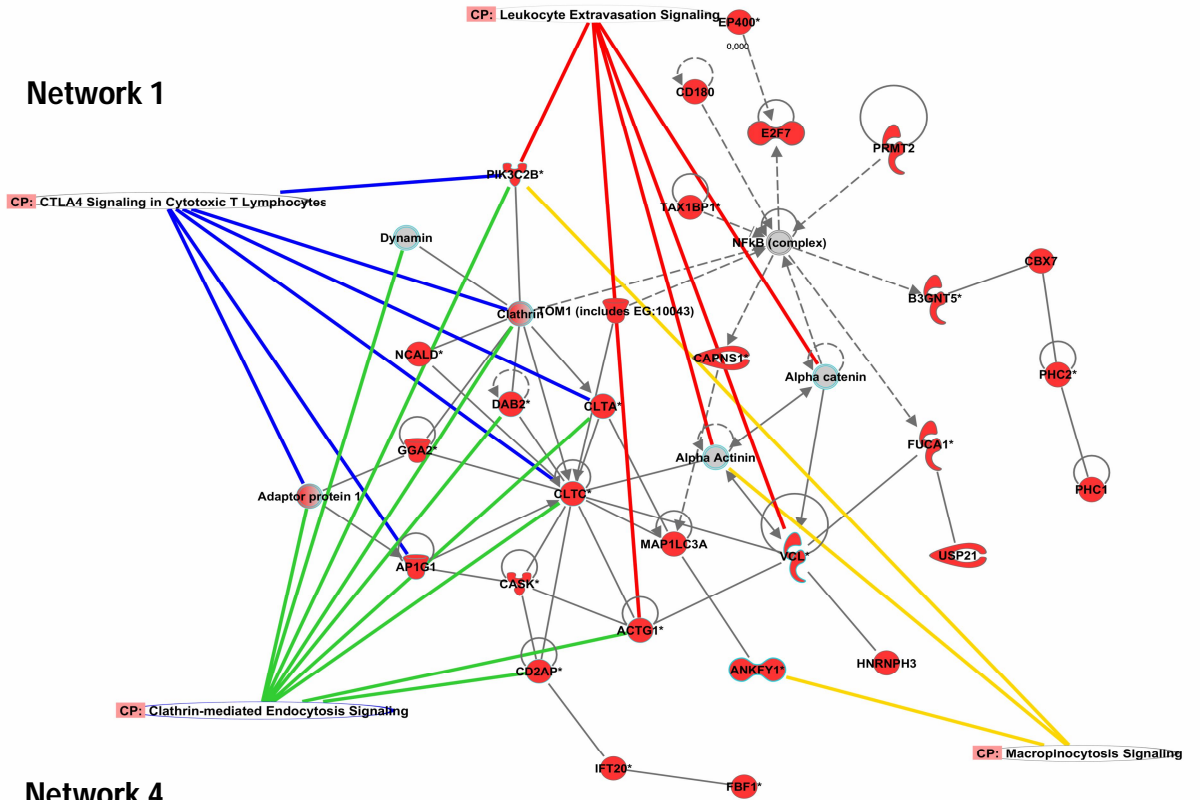 CP: Leukocyte Extravasation Signaling
EP400*
0,000
Network 1
CD180
E2F7
PRMT2
PIK3C2B*
CP: CTLA4 Signaling in Cytotoxic T Lymphocytes
TAX1BP1*
Dynamin
NFkB (complex)
CBX7
B3GNT5*
Clathrin
TOM1 (includes EG:10043)
NCALD*
CAPNS1*
Alpha catenin
PHC2*
DAB2*
CLTA*
GGA2*
Alpha Actinin
FUCA1*
Adaptor protein 1
CLTC*
PHC1
MAP1LC3A
VCL*
USP21
AP1G1
CASK*
ACTG1*
CD2AP*
ANKFY1*
HNRNPH3
CP: Clathrin-mediated Endocytosis Signaling
CP: Macropinocytosis Signaling
IFT20*
FBF1*
Network 4